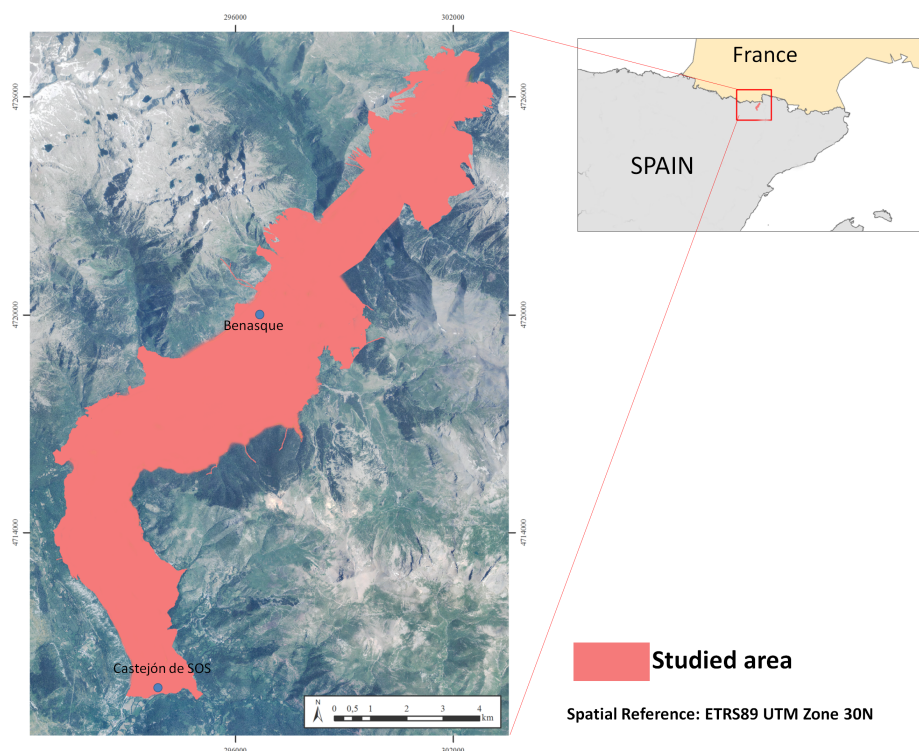 296000
302000
4726000
4726000
4720000
4720000
4714000
4714000
Benasque
Castejón de SOS
N
0 0,5 1 2 3 4
km
296000
302000
France
SPAIN
Studied area
Spatial Reference: ETRS89 UTM Zone 30N